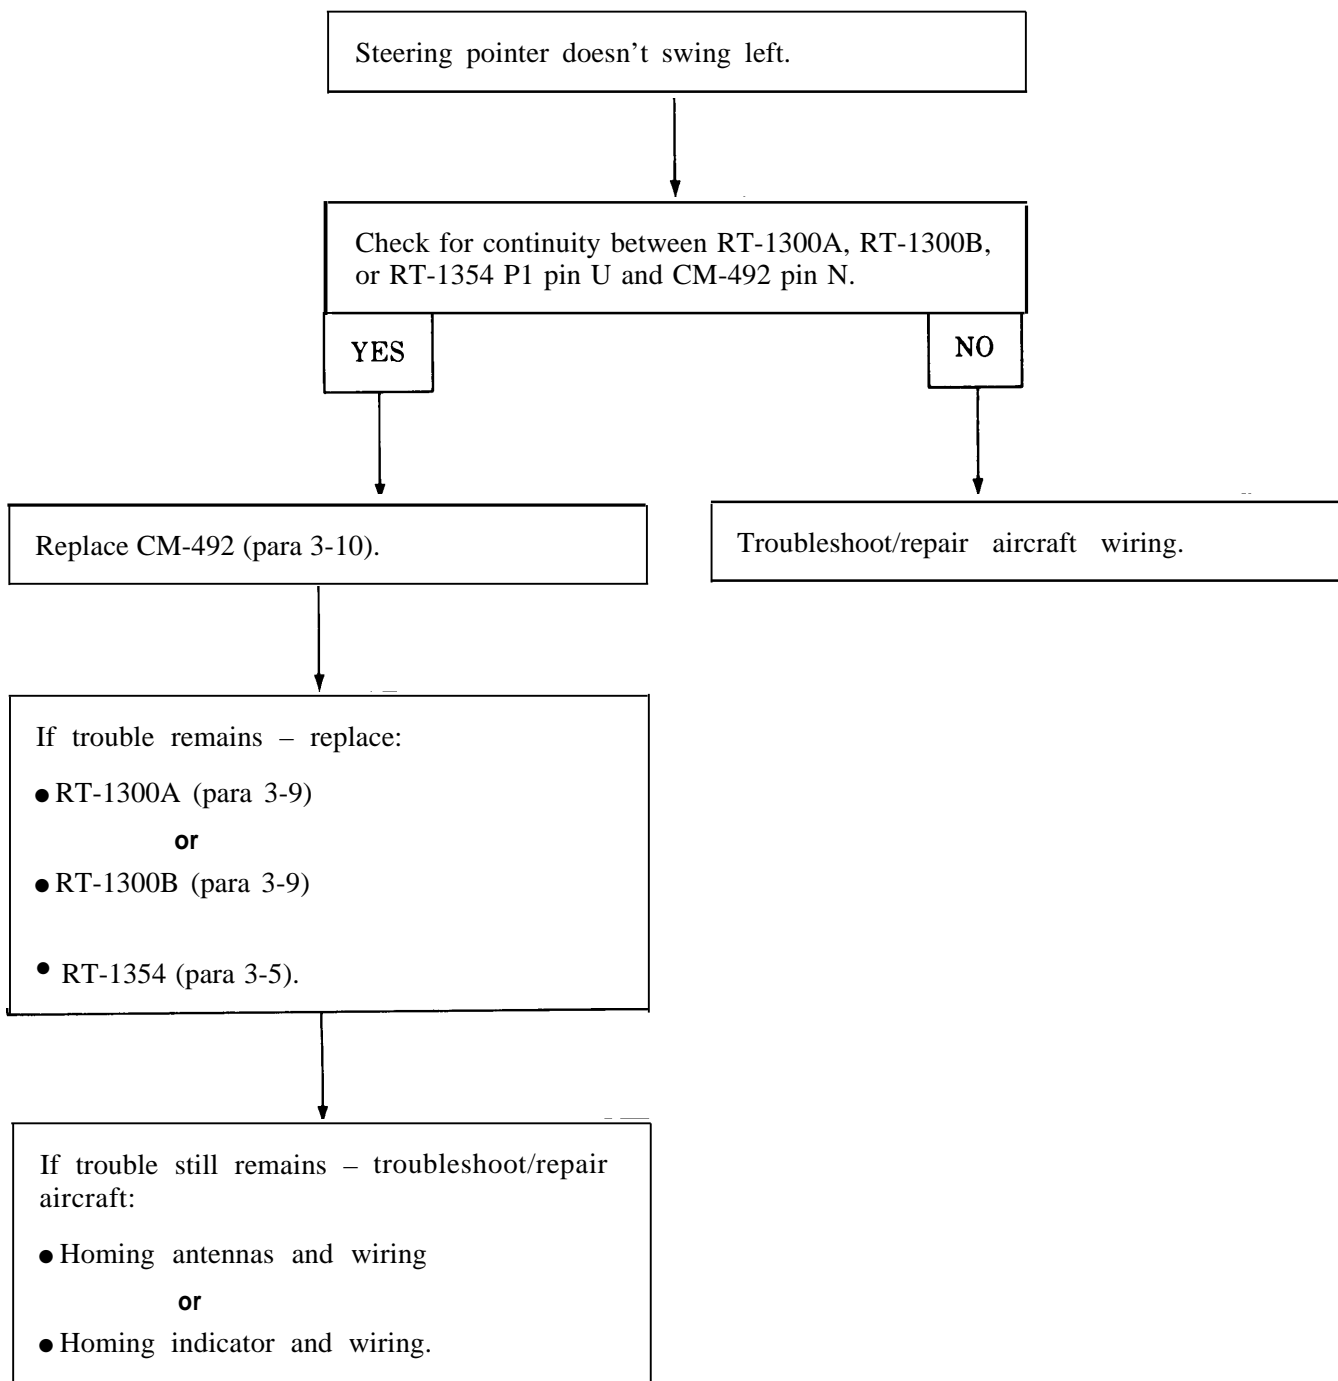 Steering pointer doesn’t swing left.
Check for continuity between RT-1300A, RT-1300B,
or RT-1354 P1 pin U and CM-492 pin N.
YES
NO
Replace CM-492 (para 3-10).
Troubleshoot/repair aircraft wiring.
If trouble remains – replace:
● RT-1300A (para 3-9)
or
● RT-1300B (para 3-9)
● RT-1354 (para 3-5).
If trouble still remains – troubleshoot/repair
aircraft:
● Homing antennas and wiring
or
● Homing indicator and wiring.